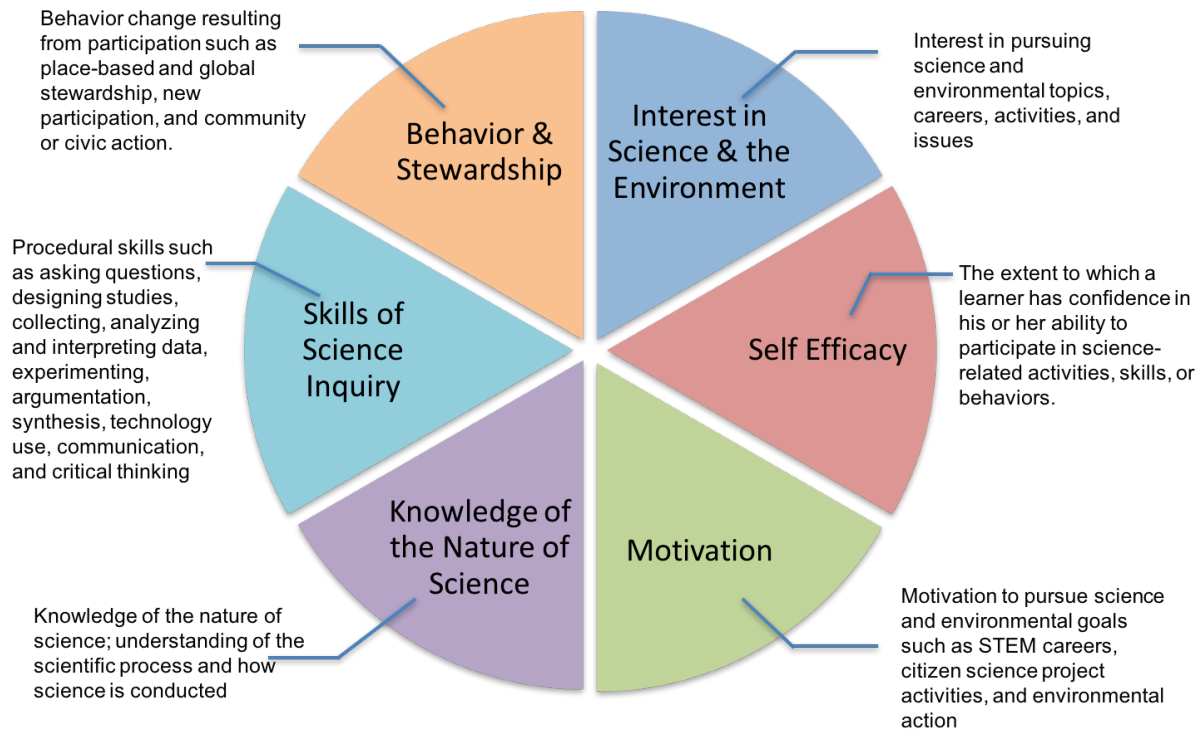 Behavior change resulting
from participation such as
place-based and global
stewardship, new
participation, and community
or civic action.
Behavior &
Stewardship
Interest in
Science & the
Environment
Interest in pursuing
science and
environmental topics,
careers, activities, and
issues
Procedural skills such
as asking questions,
designing studies,
collecting, analyzing
and interpreting data,
experimenting,
argumentation,
synthesis, technology
use, communication,
and critical thinking
Skills of
Science
Inquiry
Self Efficacy
The extent to which a
learner has confidence in
his or her ability to
participate in science-
related activities, skills, or
behaviors.
Knowledge of
the Nature of
Science
Motivation
Knowledge of the nature of
science; understanding of the
scientific process and how
science is conducted
Motivation to pursue science
and environmental goals
such as STEM careers,
citizen science project
activities, and environmental
action